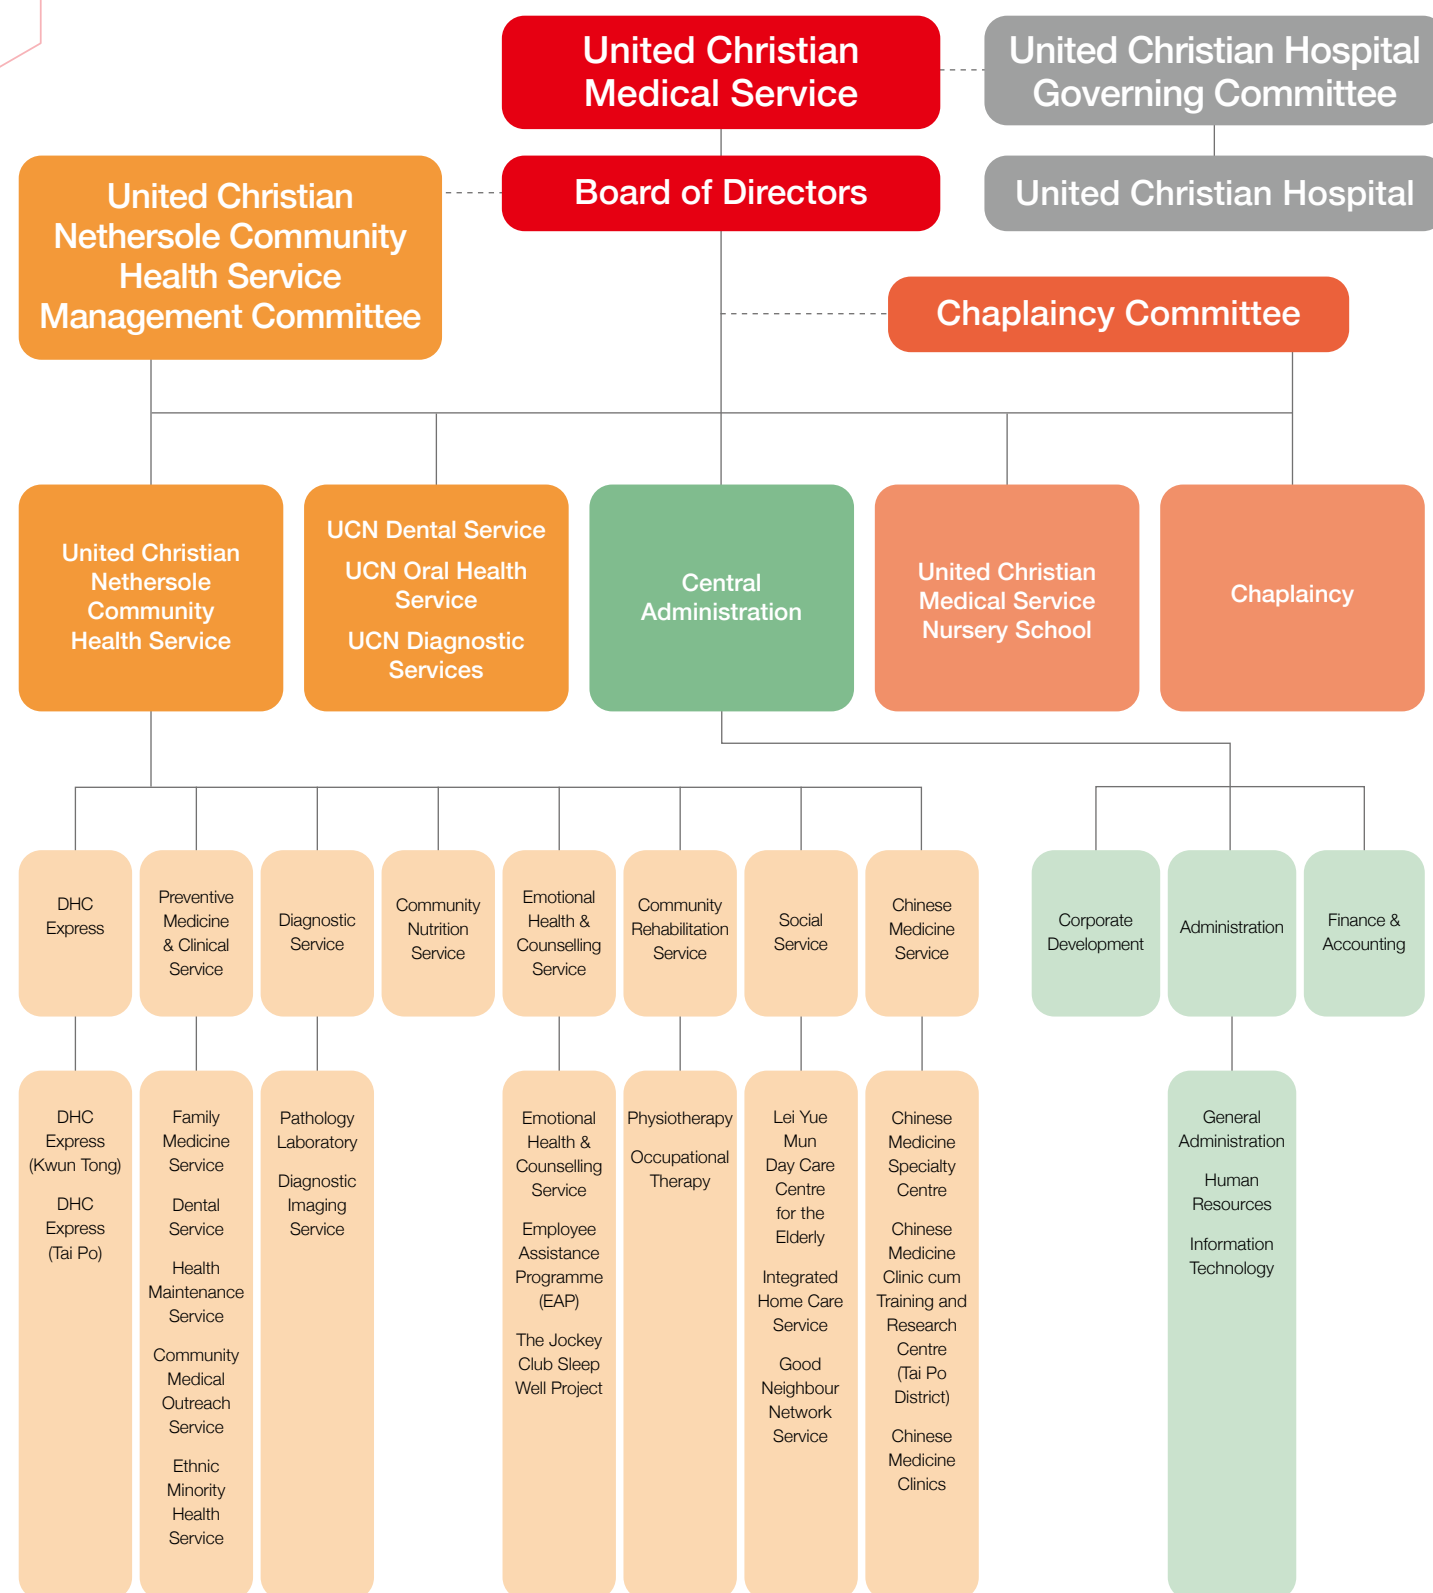 United Christian
Medical Service
United Christian Hospital
Governing Committee
United Christian
Nethersole Community
Health Service
Management Committee
Board of Directors
United Christian Hospital
Chaplaincy Committee
United Christian
Nethersole
Community
Health Service
UCN Dental Service
UCN Oral Health
Service
UCN Diagnostic
Services
Central
Administration
United Christian
Medical Service
Nursery School
Chaplaincy
DHC
Express
Preventive
Medicine
& Clinical
Service
Diagnostic
Service
Community
Nutrition
Service
Emotional
Health &
Counselling
Service
Community
Rehabilitation
Service
Social
Service
Chinese
Medicine
Service
Corporate
Development
Administration
Finance &
Accounting
DHC
Express
(Kwun Tong)
DHC
Express
(Tai Po)
Family
Medicine
Service
Dental
Service
Health
Maintenance
Service
Community
Medical
Outreach
Service
Ethnic
Minority
Health
Service
Pathology
Laboratory
Diagnostic
Imaging
Service
Emotional
Health &
Counselling
Service
Employee
Assistance
Programme
(EAP)
The Jockey
Club Sleep
Well Project
Physiotherapy
Occupational
Therapy
Lei Yue
Mun
Day Care
Centre
for the
Elderly
Integrated
Home Care
Service
Good
Neighbour
Network
Service
Chinese
Medicine
Specialty
Centre
Chinese
Medicine
Clinic cum
Training and
Research
Centre
(Tai Po
District)
Chinese
Medicine
Clinics
General
Administration
Human
Resources
Information
Technology